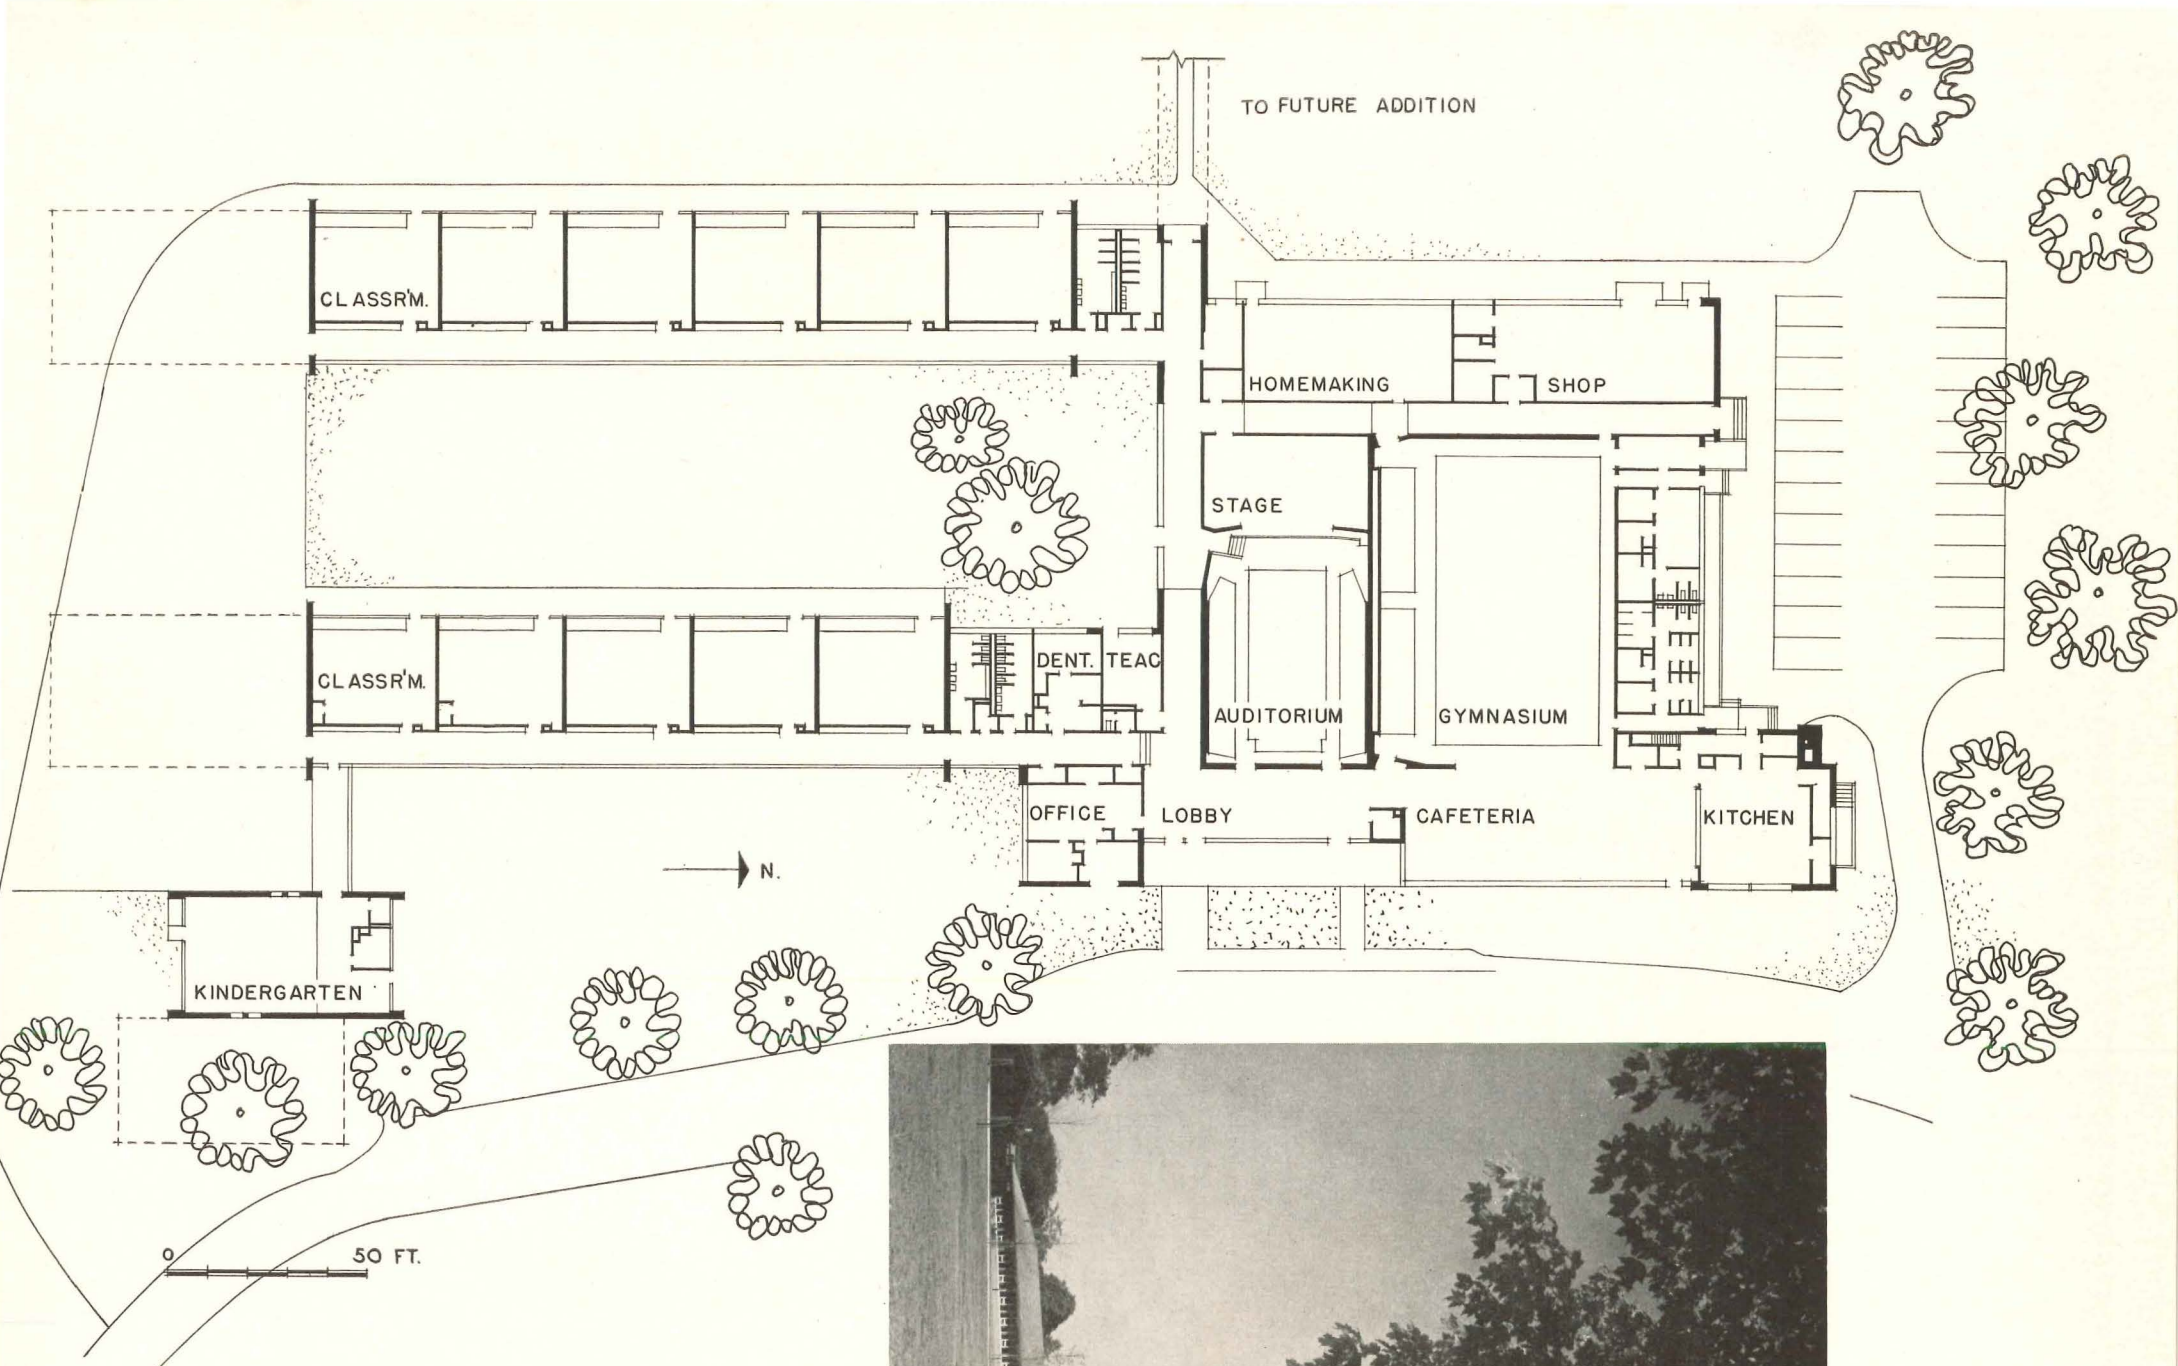 TO FUTURE ADDITION
CLASSR'M.
HOMEMAKING
SHOP
STAGE
CLASSR'M.
DENT.
TEAC
AUDITORIUM
GYMNASIUM
OFFICE
LOBBY
CAFETERIA
KITCHEN
N.
KINDERGARTEN
0 50 FT.